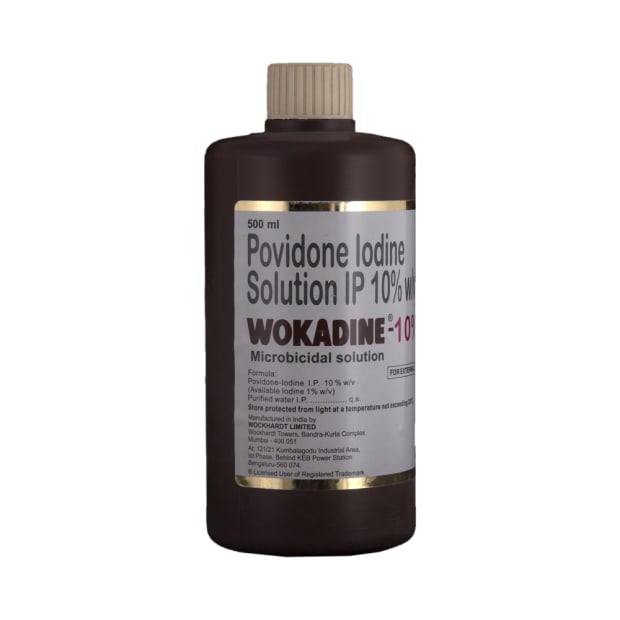 500 ml
Povidone Iodine
Solution IP 10% w/v
WOKADINE®-10%
Microbicidal solution
FOR EXTERNAL
Formula:
Povidone-Iodine I.P. 10 % w/v
(Available Iodine 1% w/v)
Purified water I.P. ............... q.s.
Store protected from light at a temperature not exceeding
Manufactured in India by
WOCKHARDT LIMITED
Wockhardt Towers, Bandra-Kurla Complex
Mumbai - 400 051
At: 121/21 Kumbalagodu Industrial Area,
Ist Phase, Behind KEB Power Station
Bengaluru-560 074.
® Licensed User of Registered Trademark